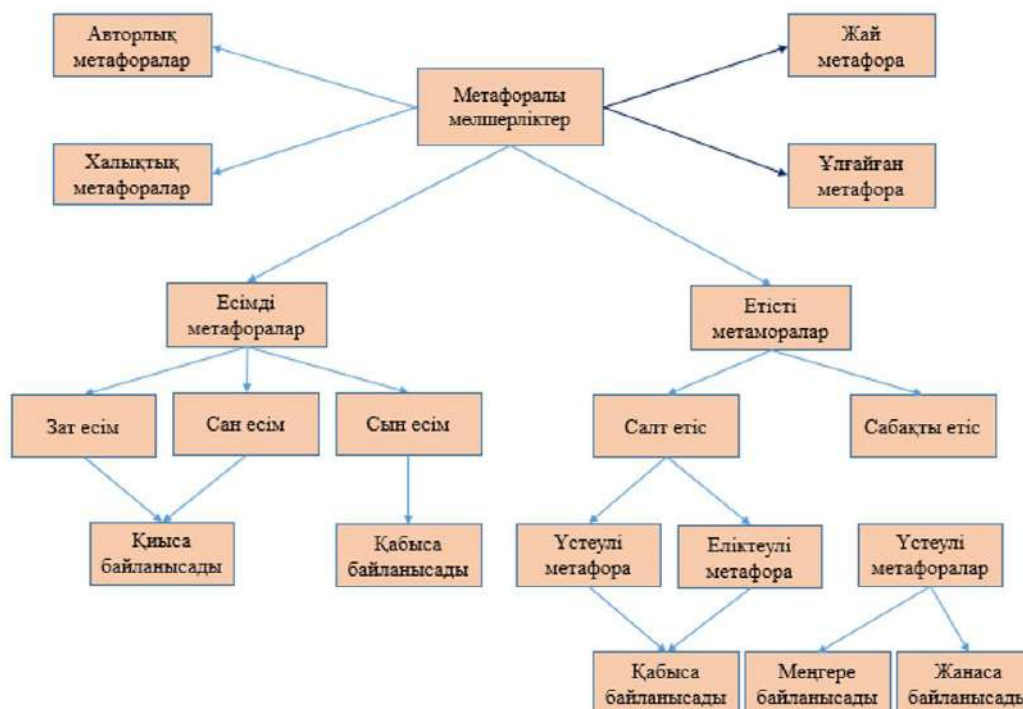 Авторлық
метафоралар
Жай
метафора
Метафоралы
мөлшерліктер
Халықтық
метафоралар
Ұлғайған
метафора
Есімді
метафоралар
Етісті
метаморалар
Зат есім
Сан есім
Сын есім
Салт етіс
Сабақты етіс
Қиыса
байланысады
Қабыса
байланысады
Үстеулі
метафора
Еліктеулі
метафора
Үстеулі
метафоралар
Қабыса
байланысады
Меңгере
байланысады
Жанаса
байланысады